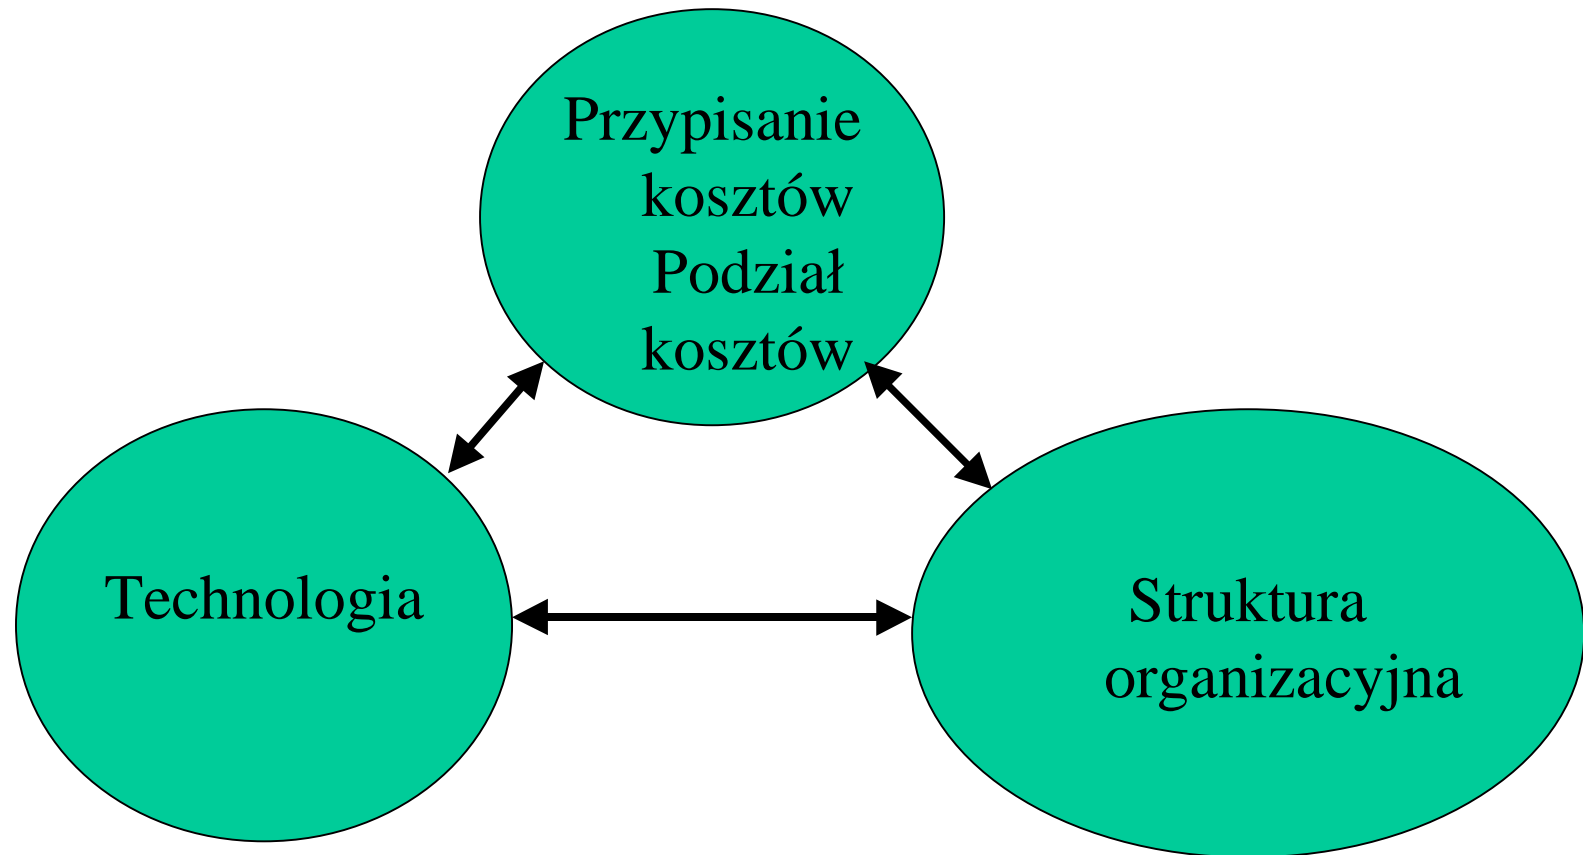 Przypisanie
kosztów
Podział
kosztów
Technologia
Struktura
organizacyjna